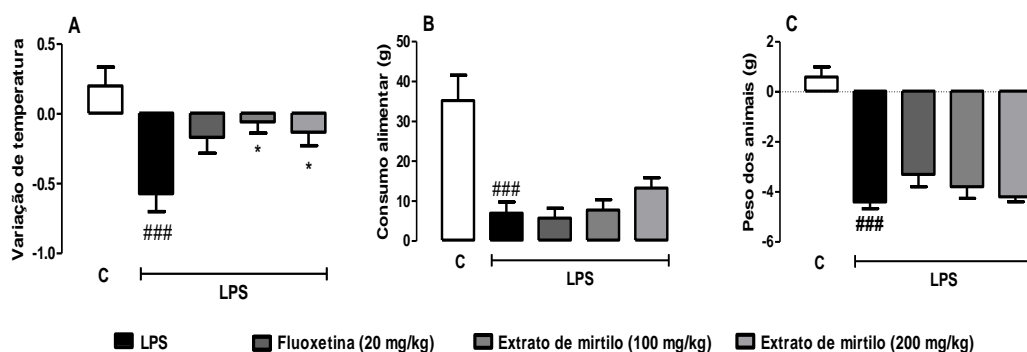 A
Variação de temperatura
0.5
0.0
-0.5
-1.0
###
*
*
C
LPS
B
Consumo alimentar (g)
50
40
30
20
10
0
###
C
LPS
C
Peso dos animais (g)
2
0
-2
-4
-6
###
C
LPS
LPS
Fluoxetina (20 mg/kg)
Extrato de mirtilo (100 mg/kg)
Extrato de mirtilo (200 mg/kg)